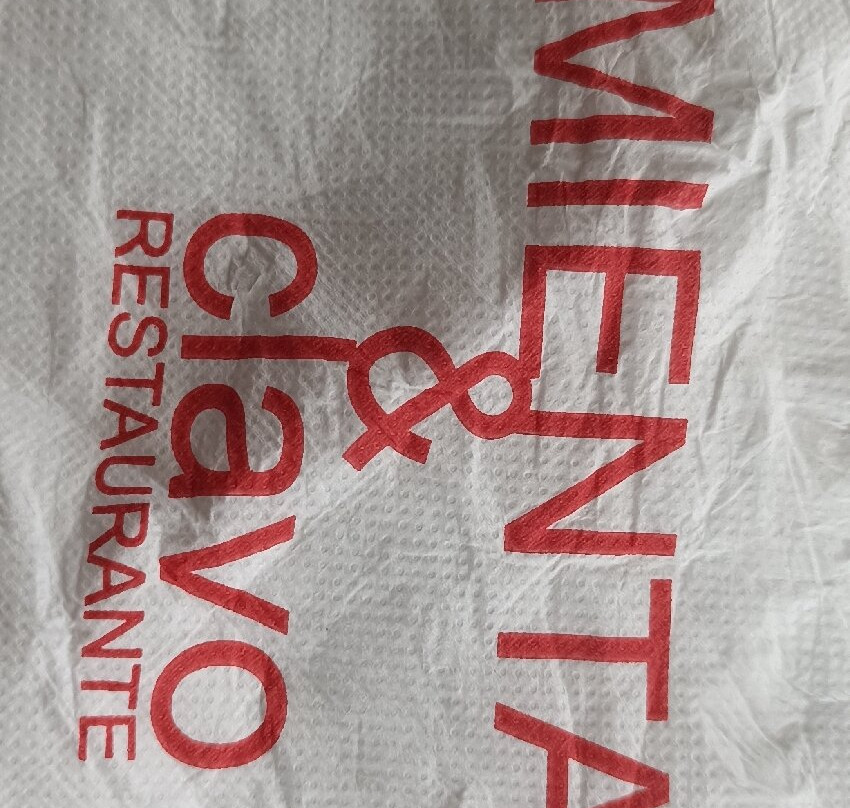 MIENTA
&
clavo
RESTAURANTE